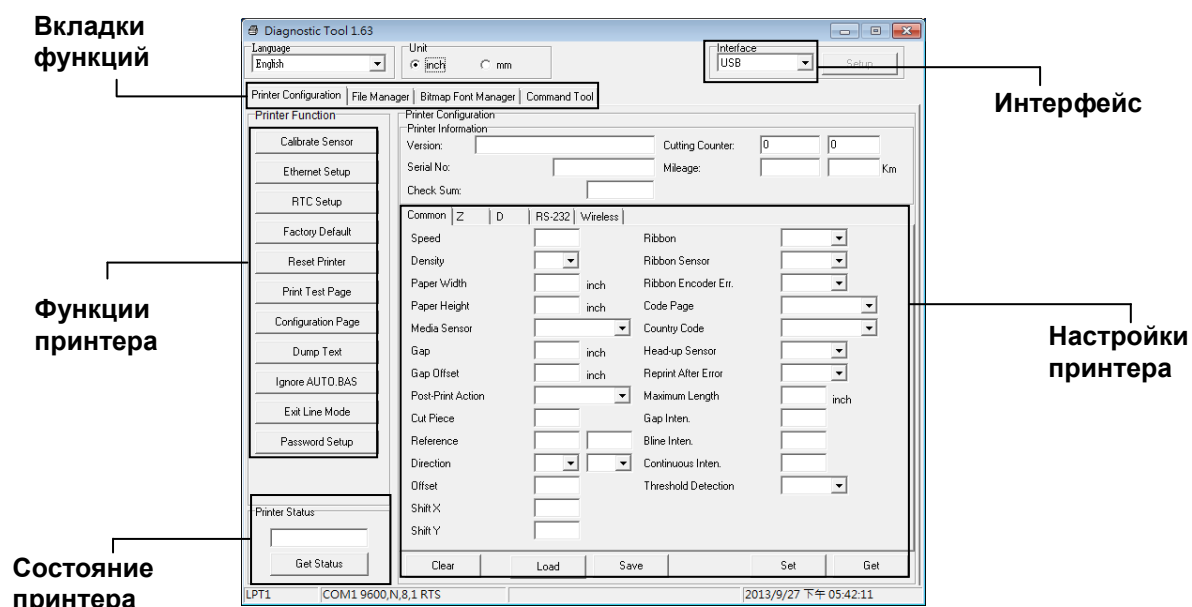 Вкладки
функций
Diagnostic Tool 1.63
Language
English
Unit
inch
mm
Interface
USB
Setup
Интерфейс
Printer Configuration
File Manager
Bitmap Font Manager
Command Tool
Printer Function
Calibrate Sensor
Ethernet Setup
RTC Setup
Factory Default
Reset Printer
Print Test Page
Configuration Page
Dump Text
Ignore AUTO.BAS
Exit Line Mode
Password Setup
Функции
принтера
Printer Status
Get Status
Состояние
принтера
Printer Configuration
Printer Information
Version:
Cutting Counter: 0 0
Serial No:
Mileage: Km
Check Sum:
Common Z D RS-232 Wireless
Speed
Density
Paper Width inch
Paper Height inch
Media Sensor
Gap inch
Gap Offset inch
Post-Print Action
Cut Piece
Reference
Direction
Offset
Shift X
Shift Y
Ribbon
Ribbon Sensor
Ribbon Encoder Err.
Code Page
Country Code
Head-up Sensor
Reprint After Error
Maximum Length inch
Gap Inten.
Bline Inten.
Continuous Inten.
Threshold Detection
Настройки
принтера
Clear Load Save Set Get
LPT1 COM1 9600,N,8,1 RTS 2013/9/27 下午 05:42:11